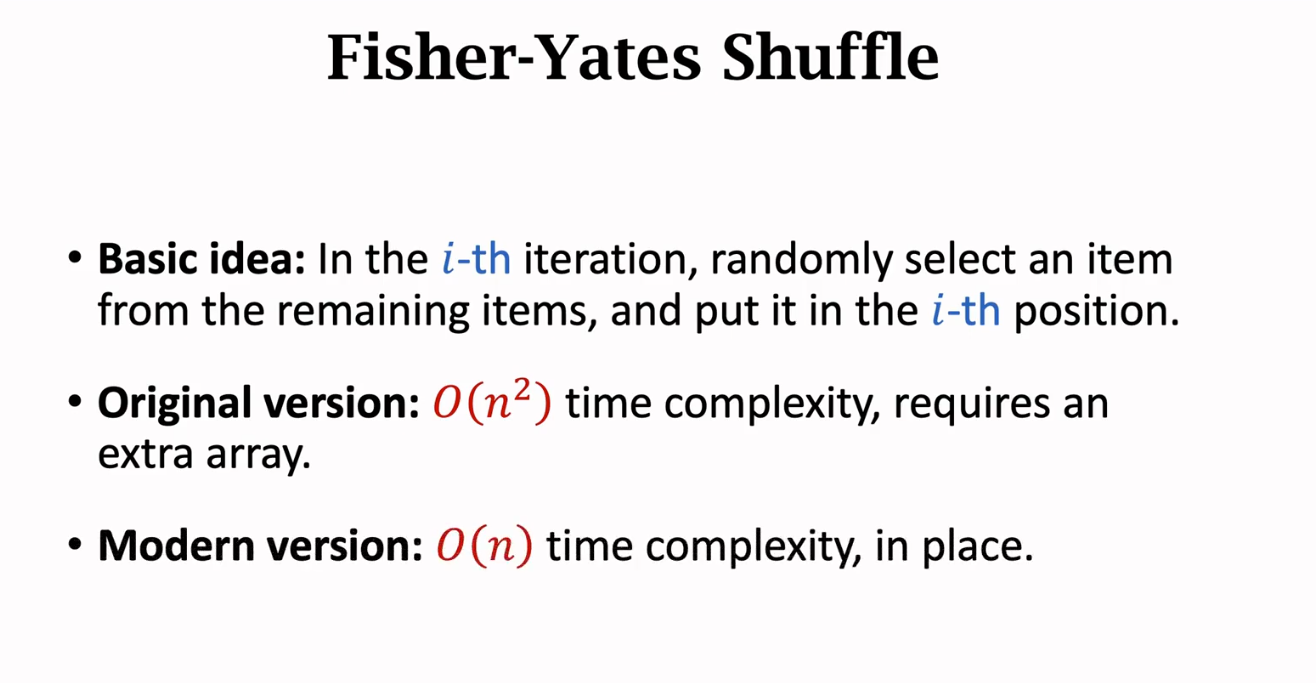 Fisher-Yates Shuffle
• Basic idea: In the i-th iteration, randomly select an item
from the remaining items, and put it in the i-th position.
• Original version: O(n²) time complexity, requires an
extra array.
• Modern version: O(n) time complexity, in place.